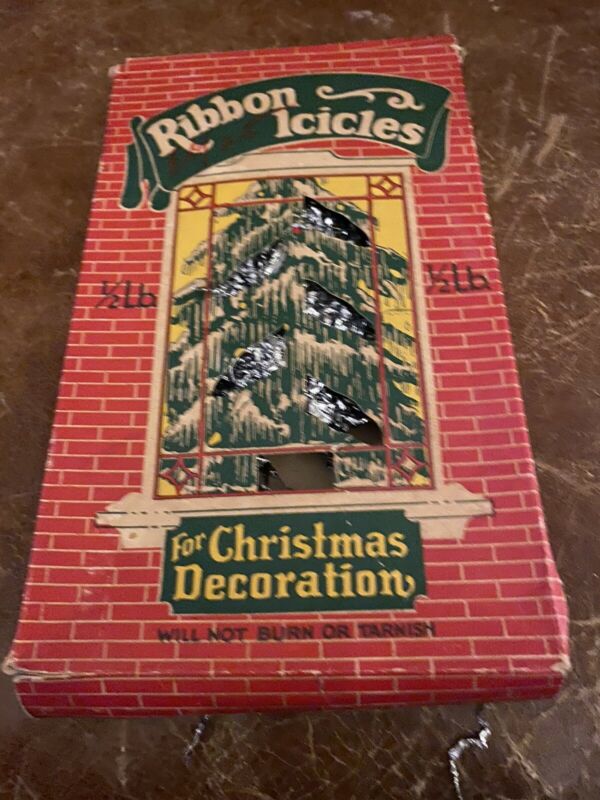 Ribbon
Icicles
½ Lb.
½ Lb.
For Christmas
Decoration
WILL NOT BURN OR TARNISH